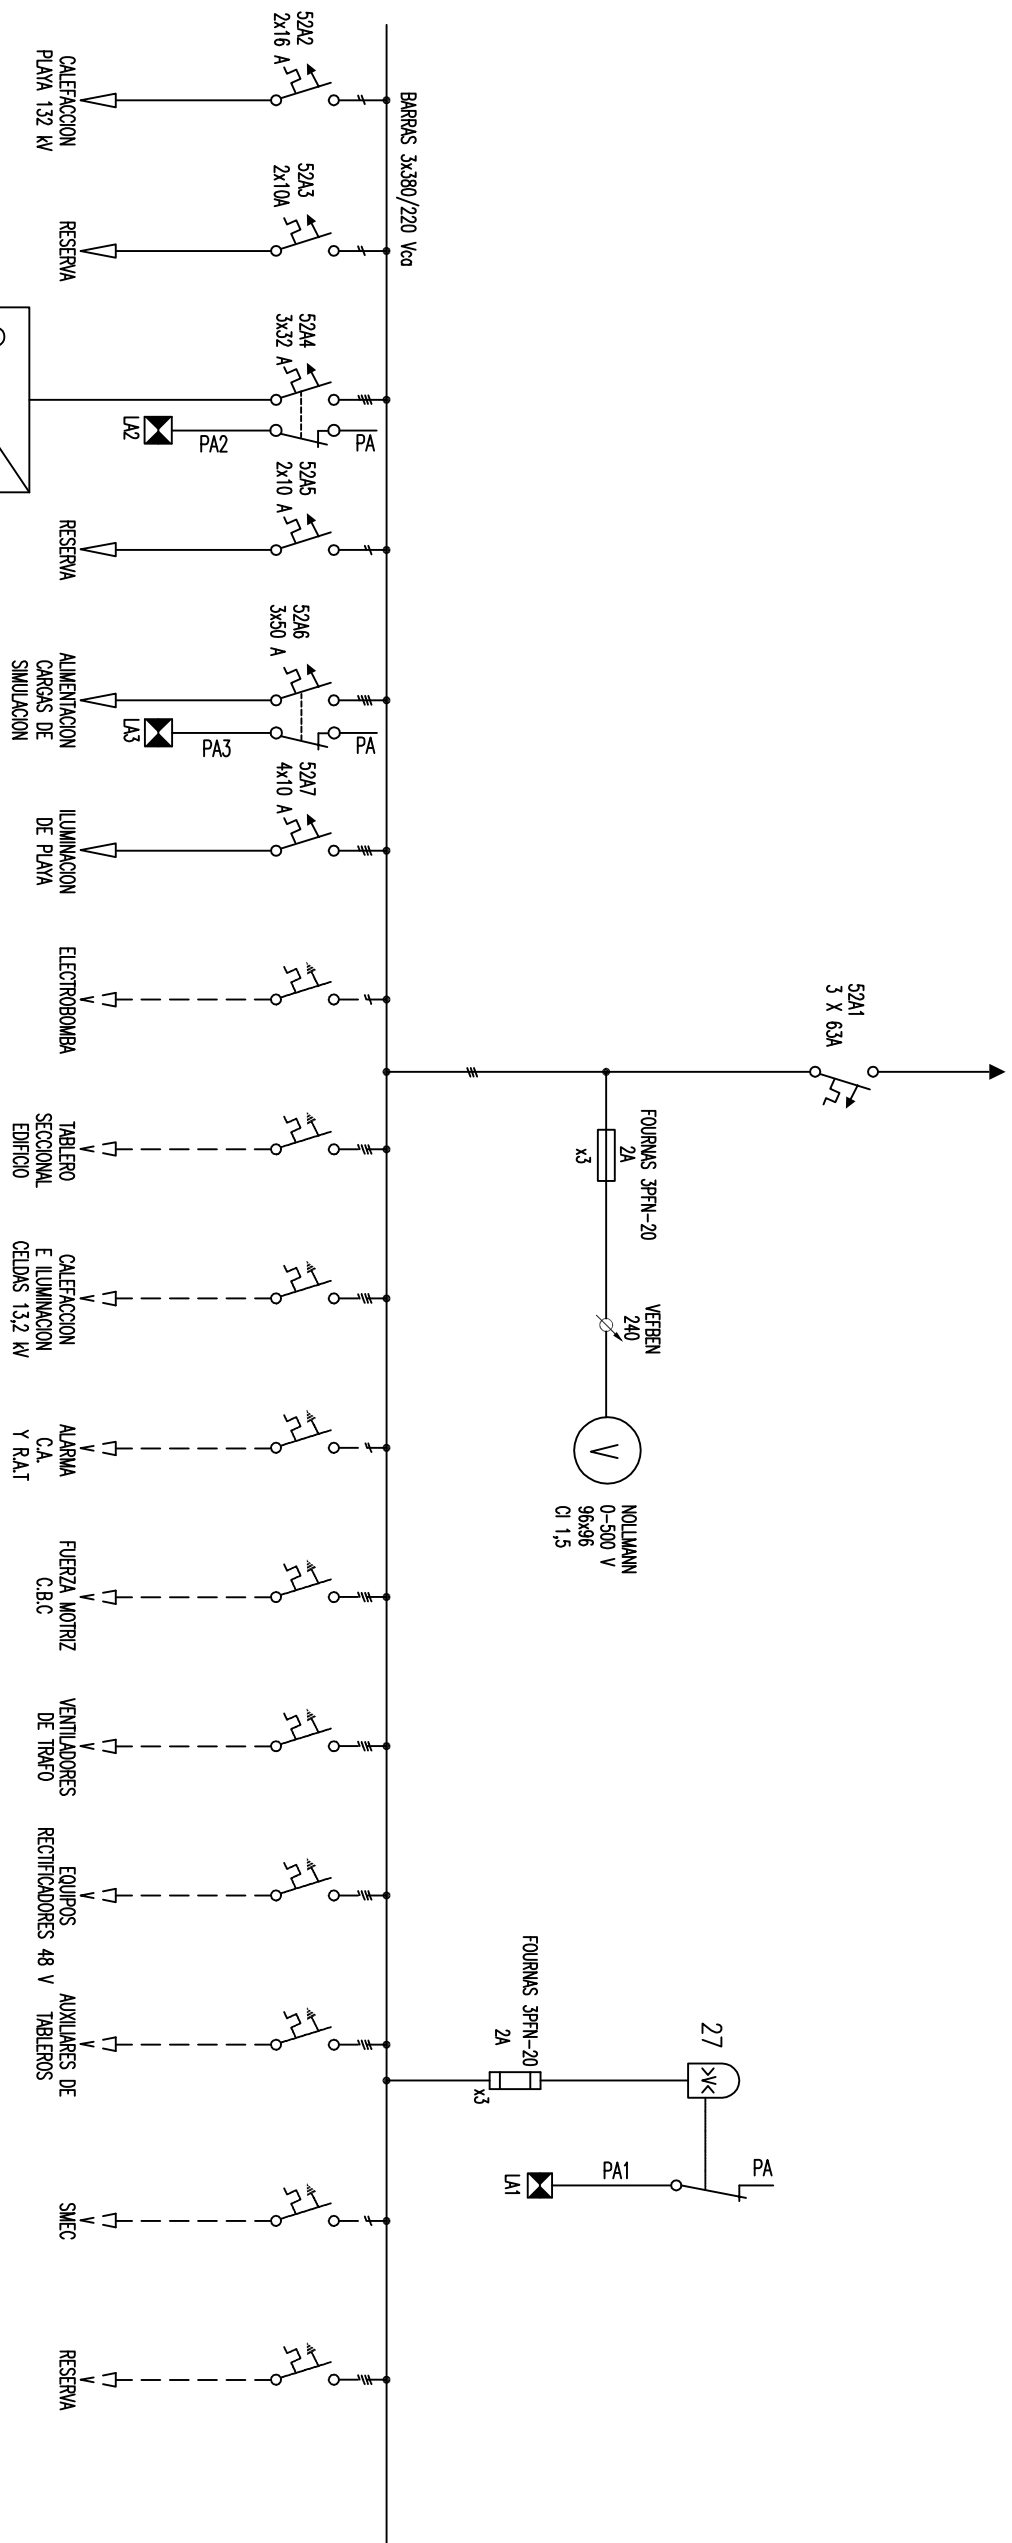 52A1
3 X 63A
FOURNAS 3PFN-20
2A
x3
VEFBEN
240
V
NOLLMANN
0-500 V
96x96
Cl 1,5
27
>V<
PA
PA1
LA1
FOURNAS 3PFN-20
2A
x3
BARRAS 3x380/220 Vca
52A2
2x16 A
CALEFACCION
PLAYA 132 kV
52A3
2x10A
RESERVA
52A4
3x32 A
PA
PA2
LA2
52A5
2x10 A
RESERVA
52A6
3x50 A
PA
PA3
LA3
ALIMENTACION
CARGAS DE
SIMULACION
52A7
4x10 A
ILUMINACION
DE PLAYA
ELECTROBOMBA
TABLERO
SECCIONAL
EDIFICIO
CALEFACCION
E ILUMINACION
CELDAS 13,2 kV
ALARMA
C.A.
Y R.A.T
FUERZA MOTRIZ
C.B.C
VENTILADORES
DE TRAFO
EQUIPOS
RECTIFICADORES 48 V
AUXILIARES DE
TABLEROS
SMEC
RESERVA